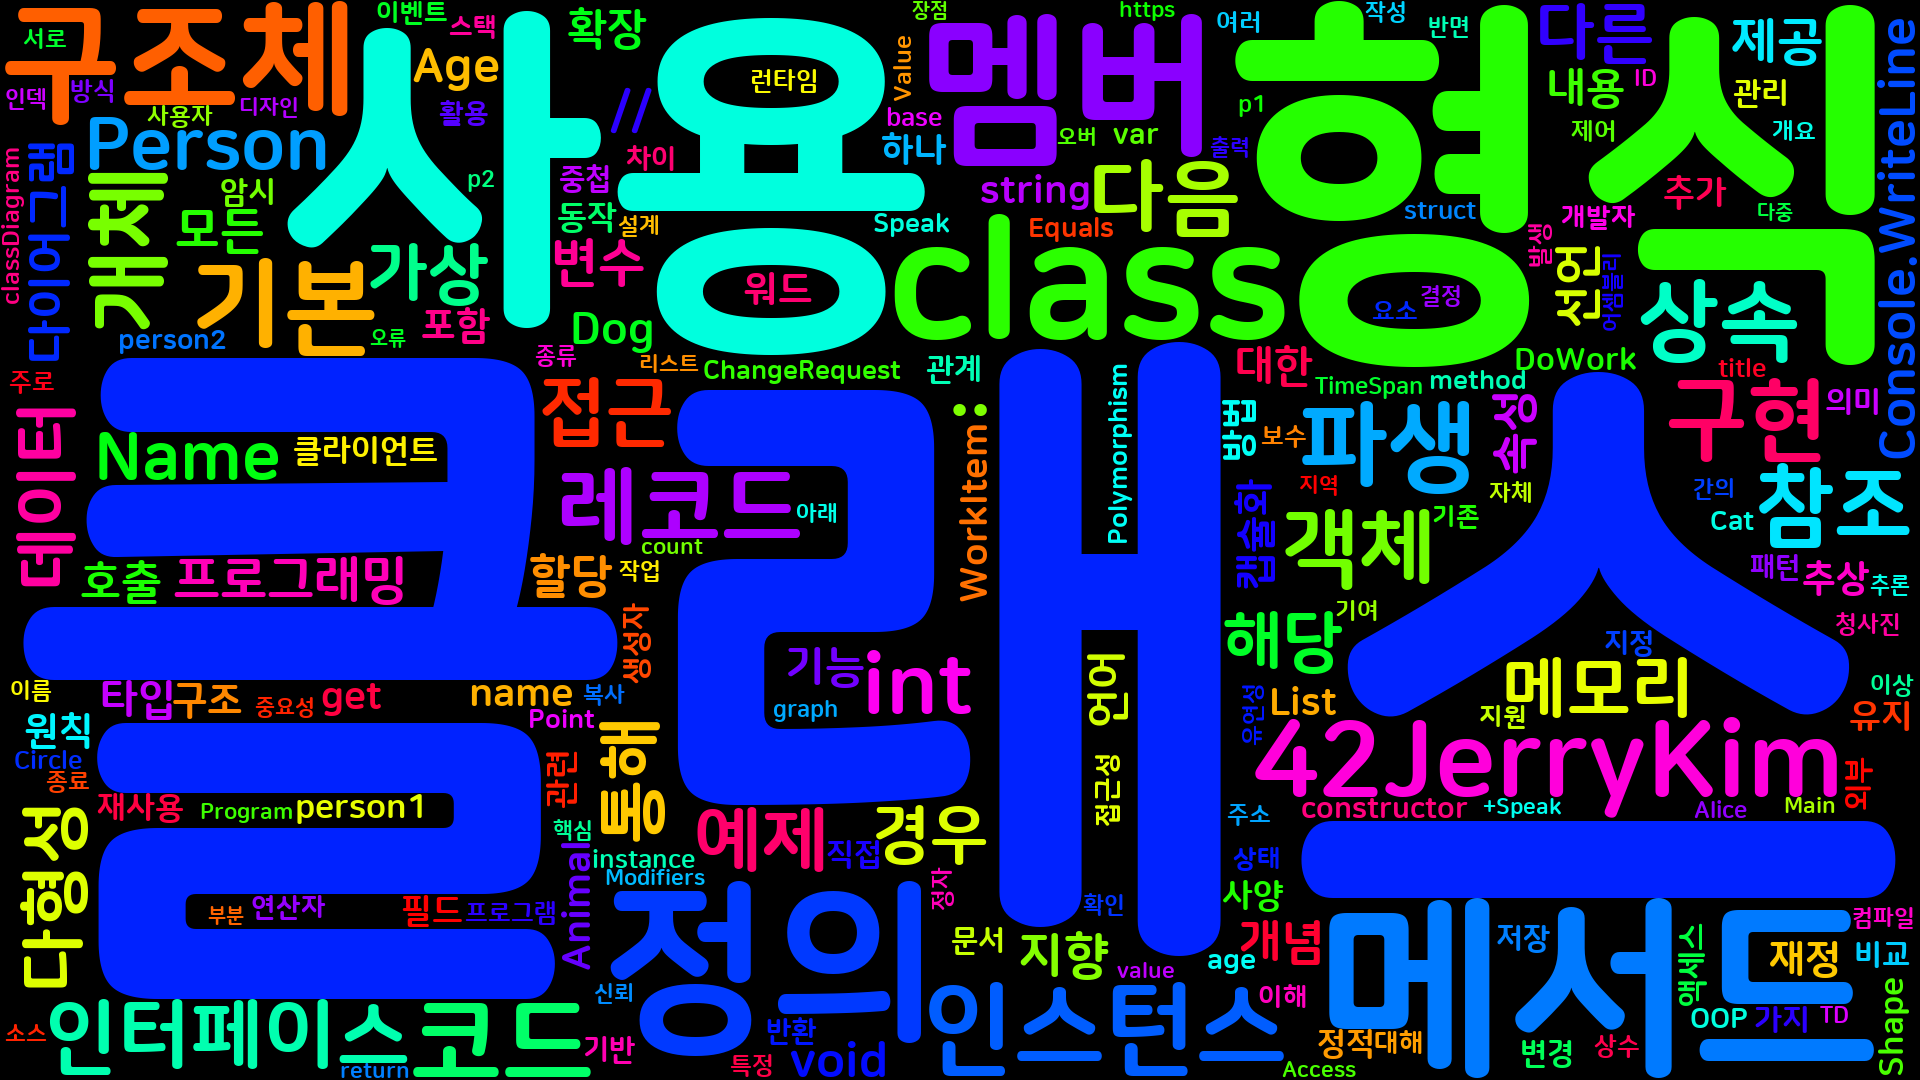 구조체
이벤트
스택
확장
서로
Age
인덱
방식
사용자
디자인
활용
//
Person
사용
런타임
Value
멤버
장점
https
여러
작성
반면
다른
제공
내용
ID
관리
제어
개요
base
하나
오버
var
p1
출력
형식
차이
중첩
동작
설계
string
다음
Speak
Equals
struct
개발자
추가
다중
Console.WriteLine
classDiagram
다이어그램
개체
모든
암시
p2
기본
가상
변수
포함
워드
class
요소
결정
발생
선언
어셈블리
상속
person2
오류
Dog
종류
리스트
ChangeRequest
관계
Polymorphism
대한
TimeSpan
method
DoWork
title
주로
접근
WorkItem
::
방법
보수
파생
속성
구현
의미
데이터
Name
클라이언트
클래스
레코드
아래
count
지역
자체
간의
캡슐화
객체
기존
Cat
참조
호출
프로그래밍
할당
작업
패턴
추상
추론
생성자
기능
int
언어
해당
기여
지정
청사진
이름
타입
구조
중요성
get
name
복사
Point
graph
유연성
List
지원
메모리
이상
유지
원칙
Circle
종료
통해
42JerryKim
재사용
Program
person1
관련
핵심
예제
직접
경우
접근성
주소
constructor
+Speak
Alice
Main
외부
다형성
instance
Modifiers
Animal
상태
사양
부분
연산자
필드
프로그램
정의
정자
확인
문서
지향
value
age
개념
메서드
저장
액세스
재정
컴파일
비교
인터페이스
코드
신뢰
이해
소스
return
기반
반환
특정
void
인스턴스
Access
정적
대해
변경
상수
OOP
가지
TD
Shape